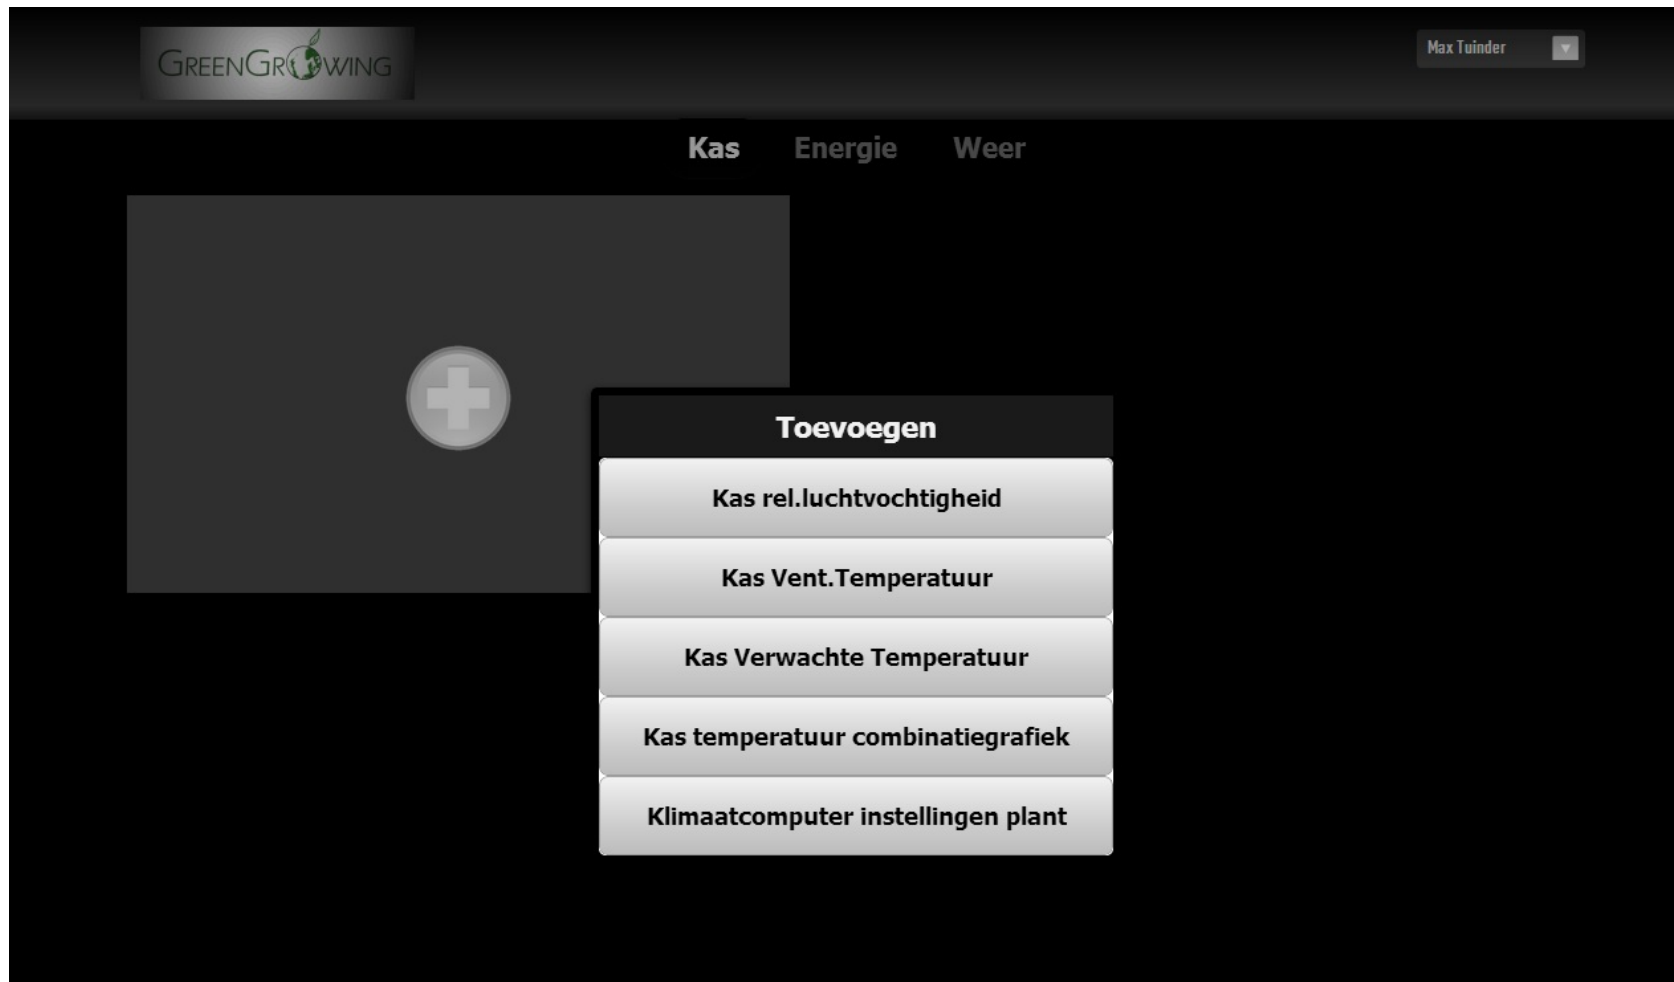 GREENGROWING
Max Tuinder
Kas Energie Weer
Toevoegen
Kas rel.luchtvochtigheid
Kas Vent.Temperatuur
Kas Verwachte Temperatuur
Kas temperatuur combinatiegrafiek
Klimaatcomputer instellingen plant